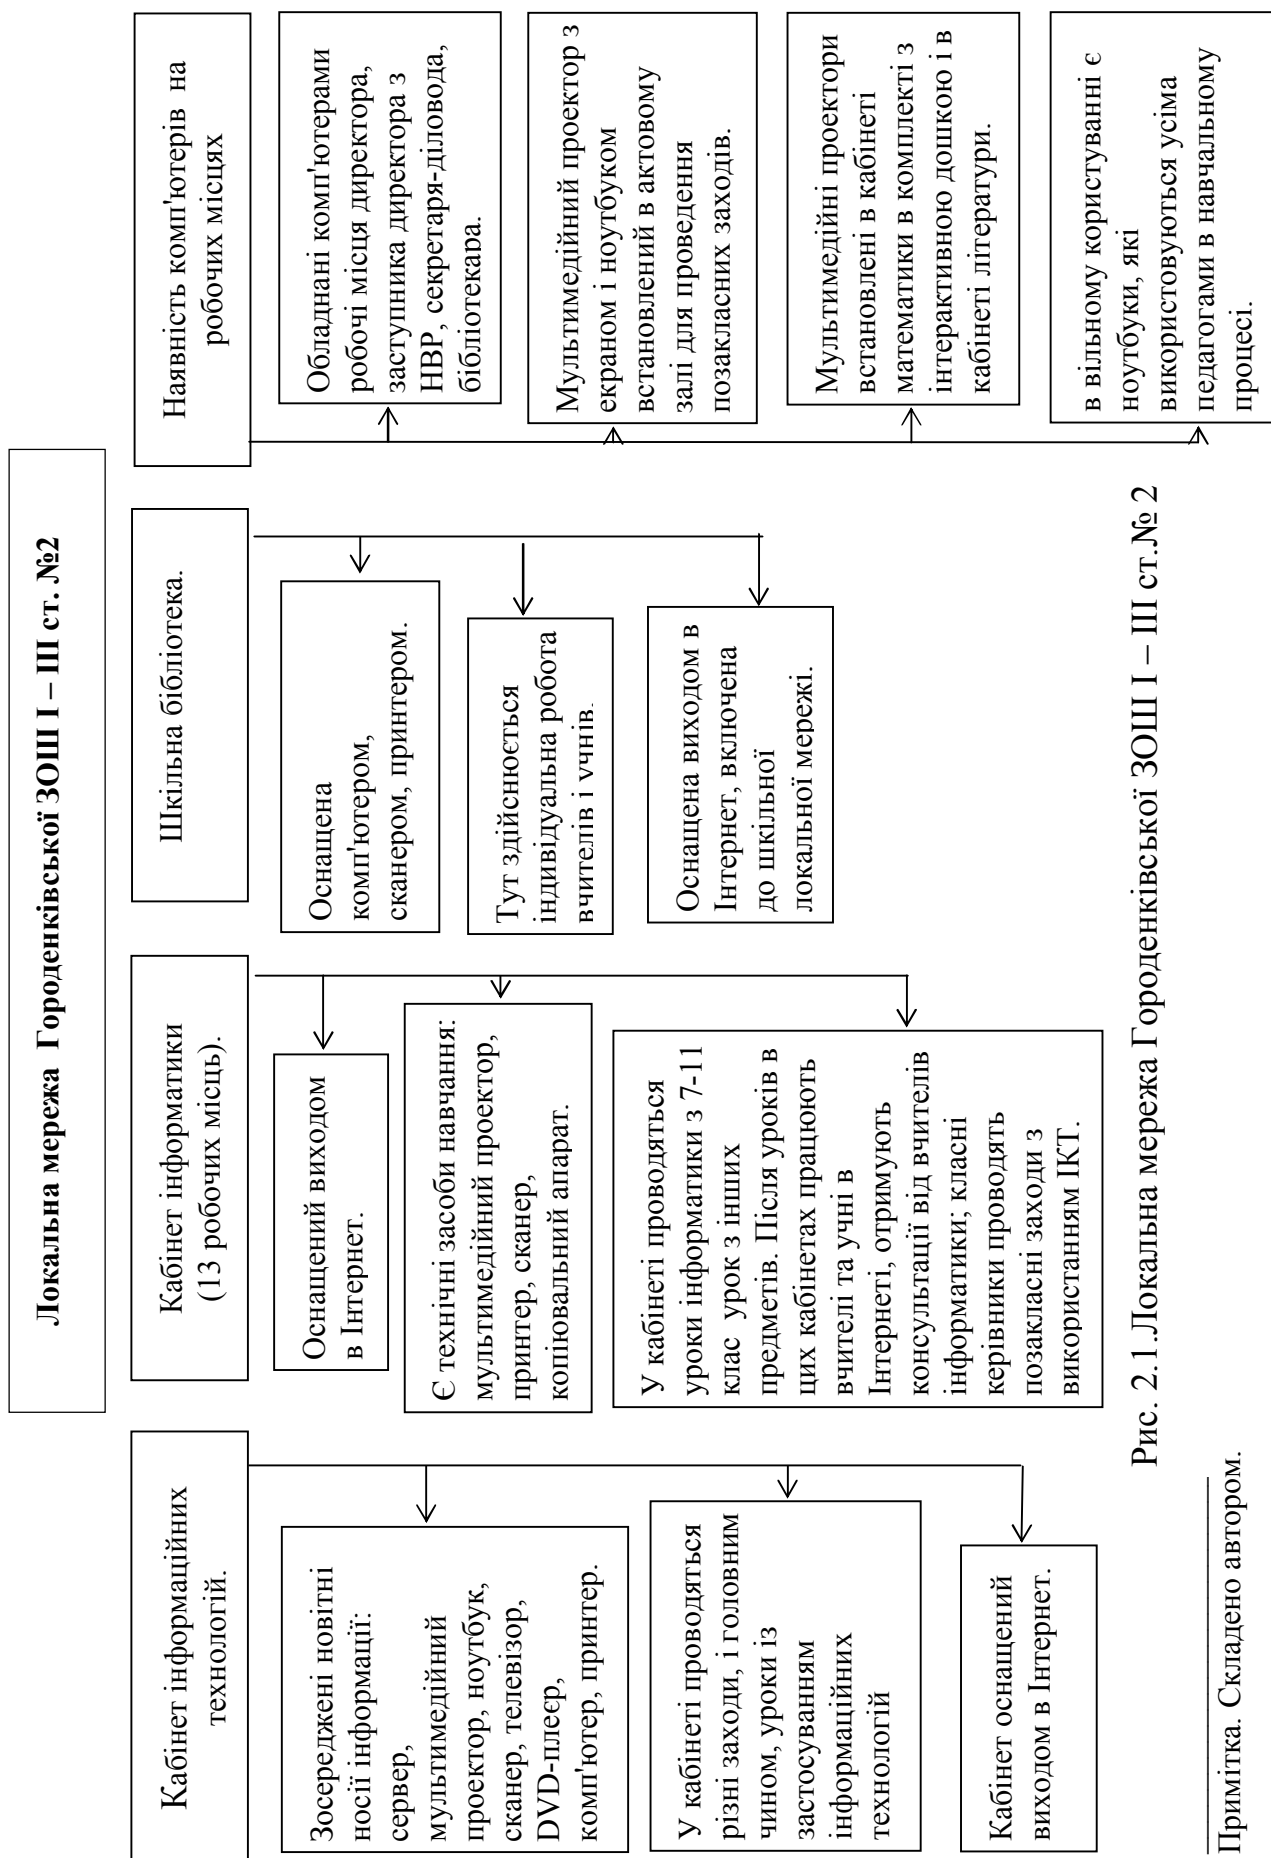 Локальна мережа Городенківської ЗОШ І – ІІІ ст. №2
Кабінет інформаційних
технологій.
Зосереджені новітні
носії інформації:
сервер,
мультимедійний
проектор, ноутбук,
сканер, телевізор,
DVD-плеєр,
комп'ютер, принтер.
У кабінеті проводяться
різні заходи, і головним
чином, уроки із
застосуванням
інформаційних
технологій
Кабінет оснащений
виходом в Інтернет.
Кабінет інформатики
(13 робочих місць).
Оснащений виходом
в Інтернет.
Є технічні засоби навчання:
мультимедійний проектор,
принтер, сканер,
копіювальний апарат.
У кабінеті проводяться
уроки інформатики з 7-11
клас урок з інших
предметів. Після уроків в
цих кабінетах працюють
вчителі та учні в
Інтернеті, отримують
консультації від вчителів
інформатики; класні
керівники проводять
позакласні заходи з
використанням ІКТ.
Шкільна бібліотека.
Оснащена
комп'ютером,
сканером, принтером.
Тут здійснюється
індивідуальна робота
вчителів і учнів.
Оснащена виходом в
Інтернет, включена
до шкільної
локальної мережі.
Наявність комп'ютерів на
робочих місцях
Обладнані комп'ютерами
робочі місця директора,
заступника директора з
НВР, секретаря-діловода,
бібліотекара.
Мультимедійний проектор з
екраном і ноутбуком
встановлений в актовому
залі для проведення
позакласних заходів.
Мультимедійні проектори
встановлені в кабінеті
математики в комплекті з
інтерактивною дошкою і в
кабінеті літератури.
в вільному користуванні є
ноутбуки, які
використовуються усіма
педагогами в навчальному
процесі.
Рис. 2.1.Локальна мережа Городенківської ЗОШ І – ІІІ ст.№ 2
Примітка. Складено автором.